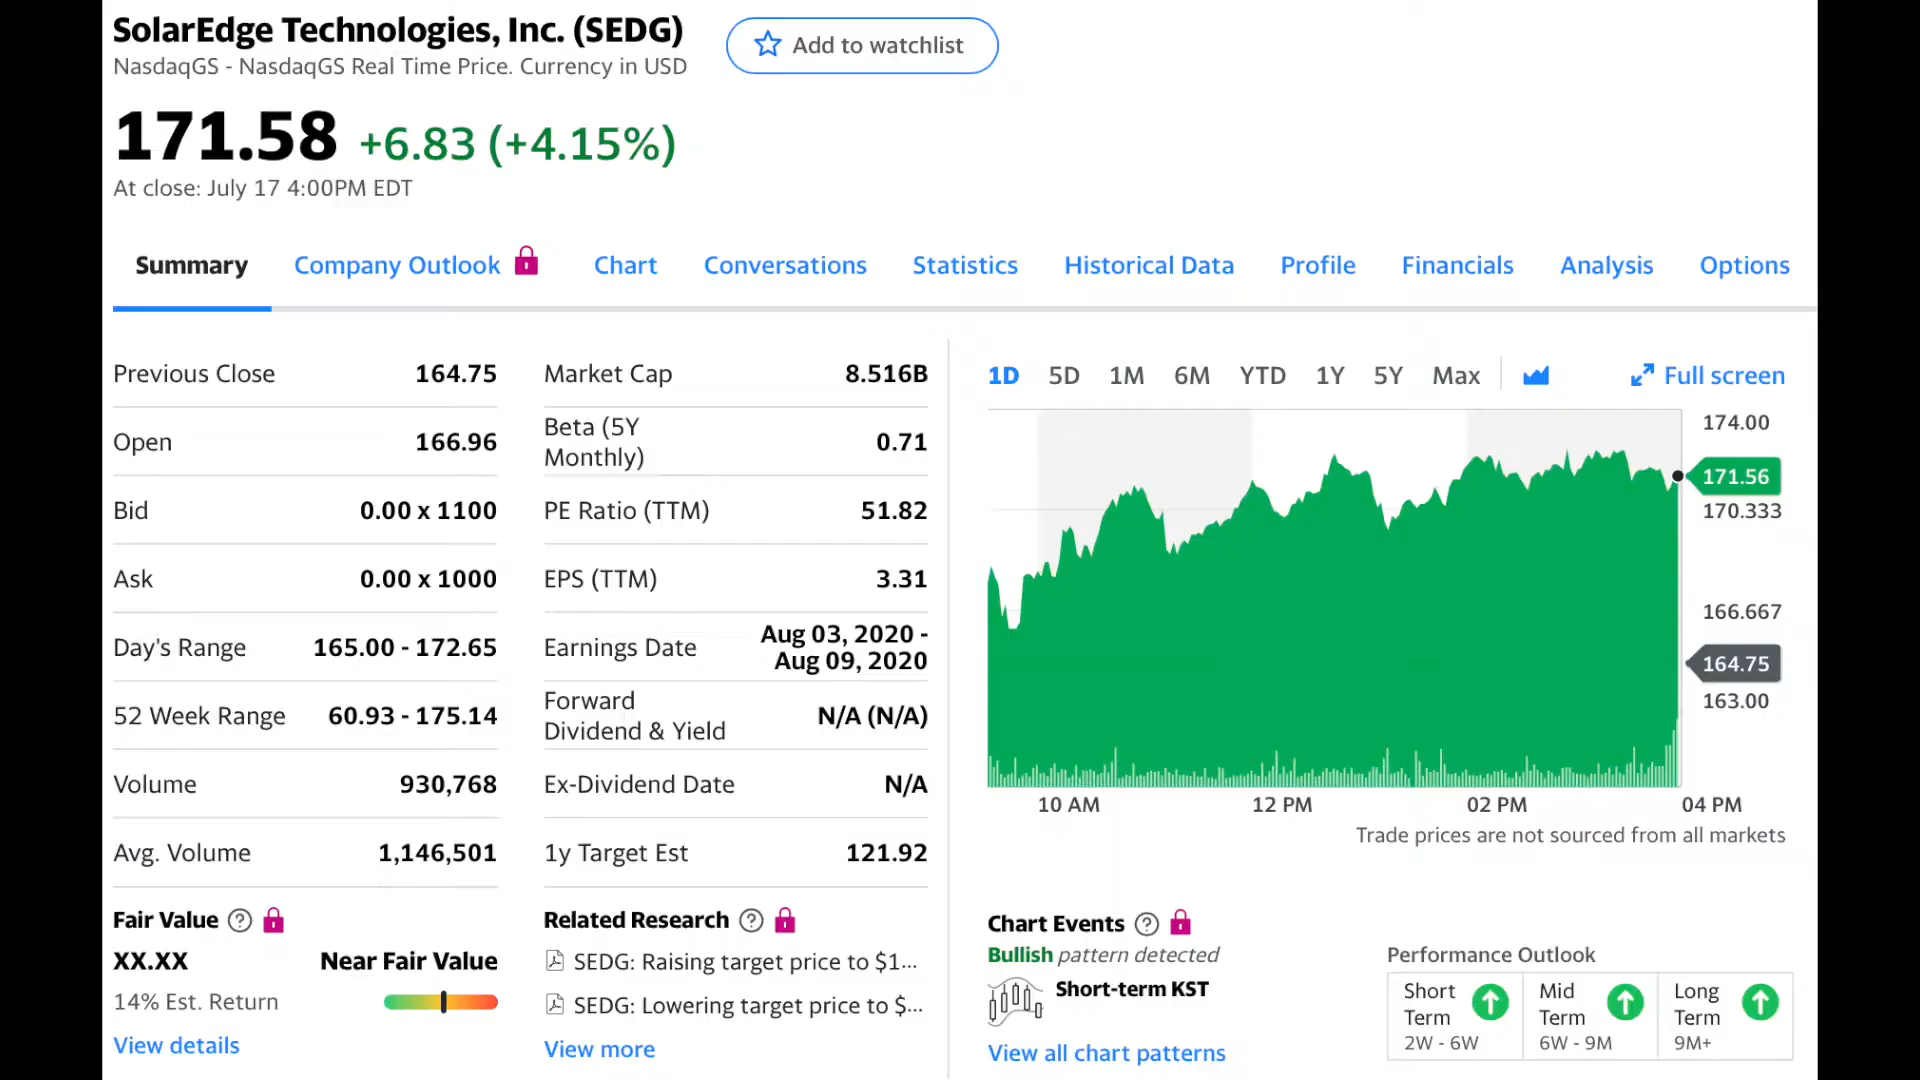 SolarEdge Technologies, Inc. (SEDG)
Add to watchlist
NasdaqGS - NasdaqGS Real Time Price. Currency in USD
171.58 +6.83 (+4.15%)
At close: July 17 4:00PM EDT
Summary Company Outlook Chart Conversations Statistics Historical Data Profile Financials Analysis Options
Previous Close 164.75
Open 166.96
Bid 0.00 x 1100
Ask 0.00 x 1000
Day's Range 165.00 - 172.65
52 Week Range 60.93 - 175.14
Volume 930,768
Avg. Volume 1,146,501
Market Cap 8.516B
Beta (5Y
Monthly) 0.71
PE Ratio (TTM) 51.82
EPS (TTM) 3.31
Earnings Date Aug 03, 2020 -
Aug 09, 2020
Forward
Dividend & Yield N/A (N/A)
Ex-Dividend Date N/A
1y Target Est 121.92
1D 5D 1M 6M YTD 1Y 5Y Max Full screen
174.00
171.56
170.333
166.667
164.75
163.00
10 AM 12 PM 02 PM 04 PM
Trade prices are not sourced from all markets
Fair Value ?
XX.XX Near Fair Value
14% Est. Return
View details
Related Research ?
SEDG: Raising target price to $1...
SEDG: Lowering target price to $...
View more
Chart Events ?
Bullish pattern detected
Short-term KST
View all chart patterns
Performance Outlook
Short
Term
2W - 6W
Mid
Term
6W - 9M
Long
Term
9M+